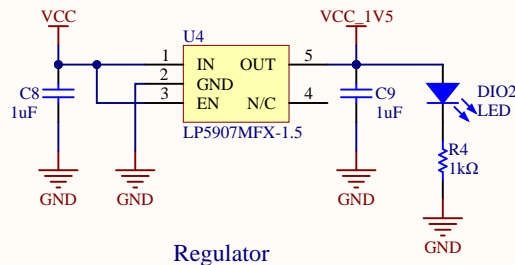 VCC
U4
VCC_1V5
1 IN OUT 5
2 GND
3 EN N/C 4
LP5907MFX-1.5
C8
1uF
C9
1uF
DIO2
LED
R4
1kΩ
GND
GND
GND
GND
Regulator